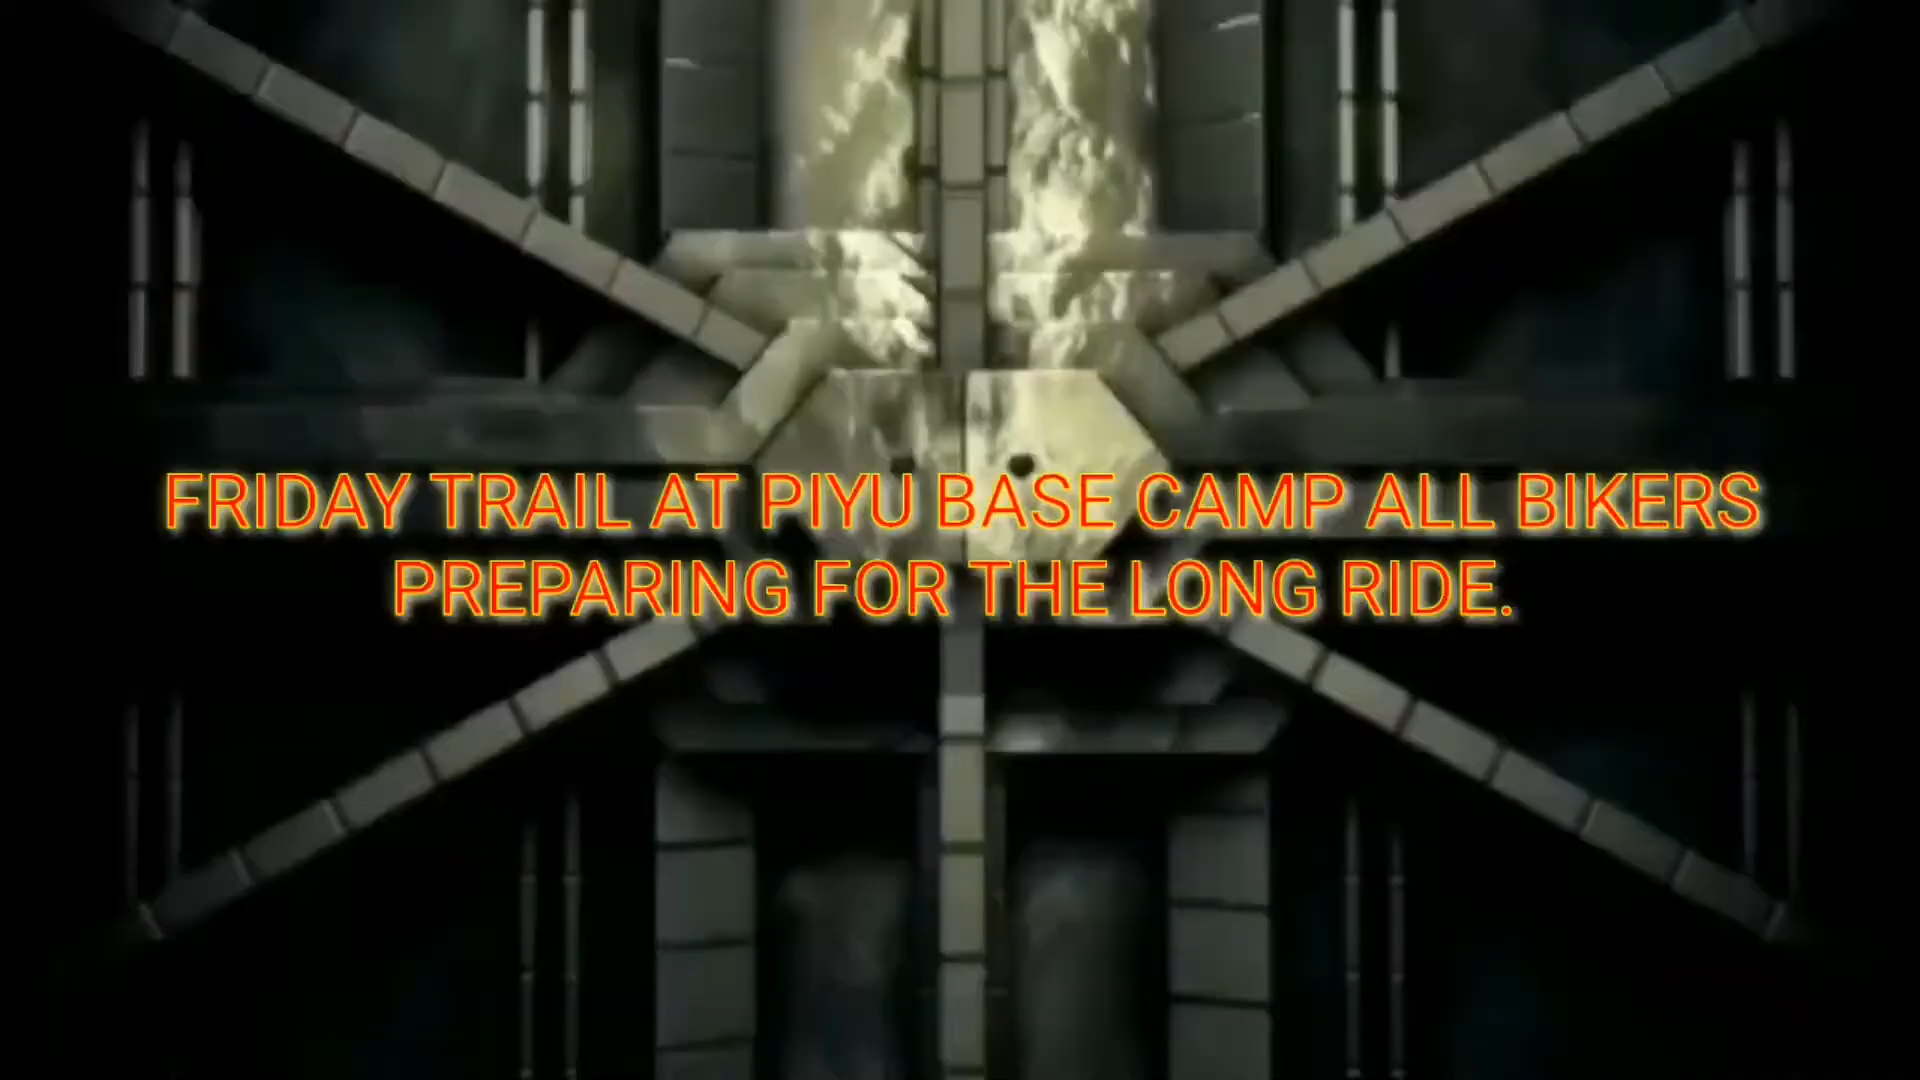 FRIDAY TRAIL AT PIYU BASE CAMP ALL BIKERS
PREPARING FOR THE LONG RIDE.